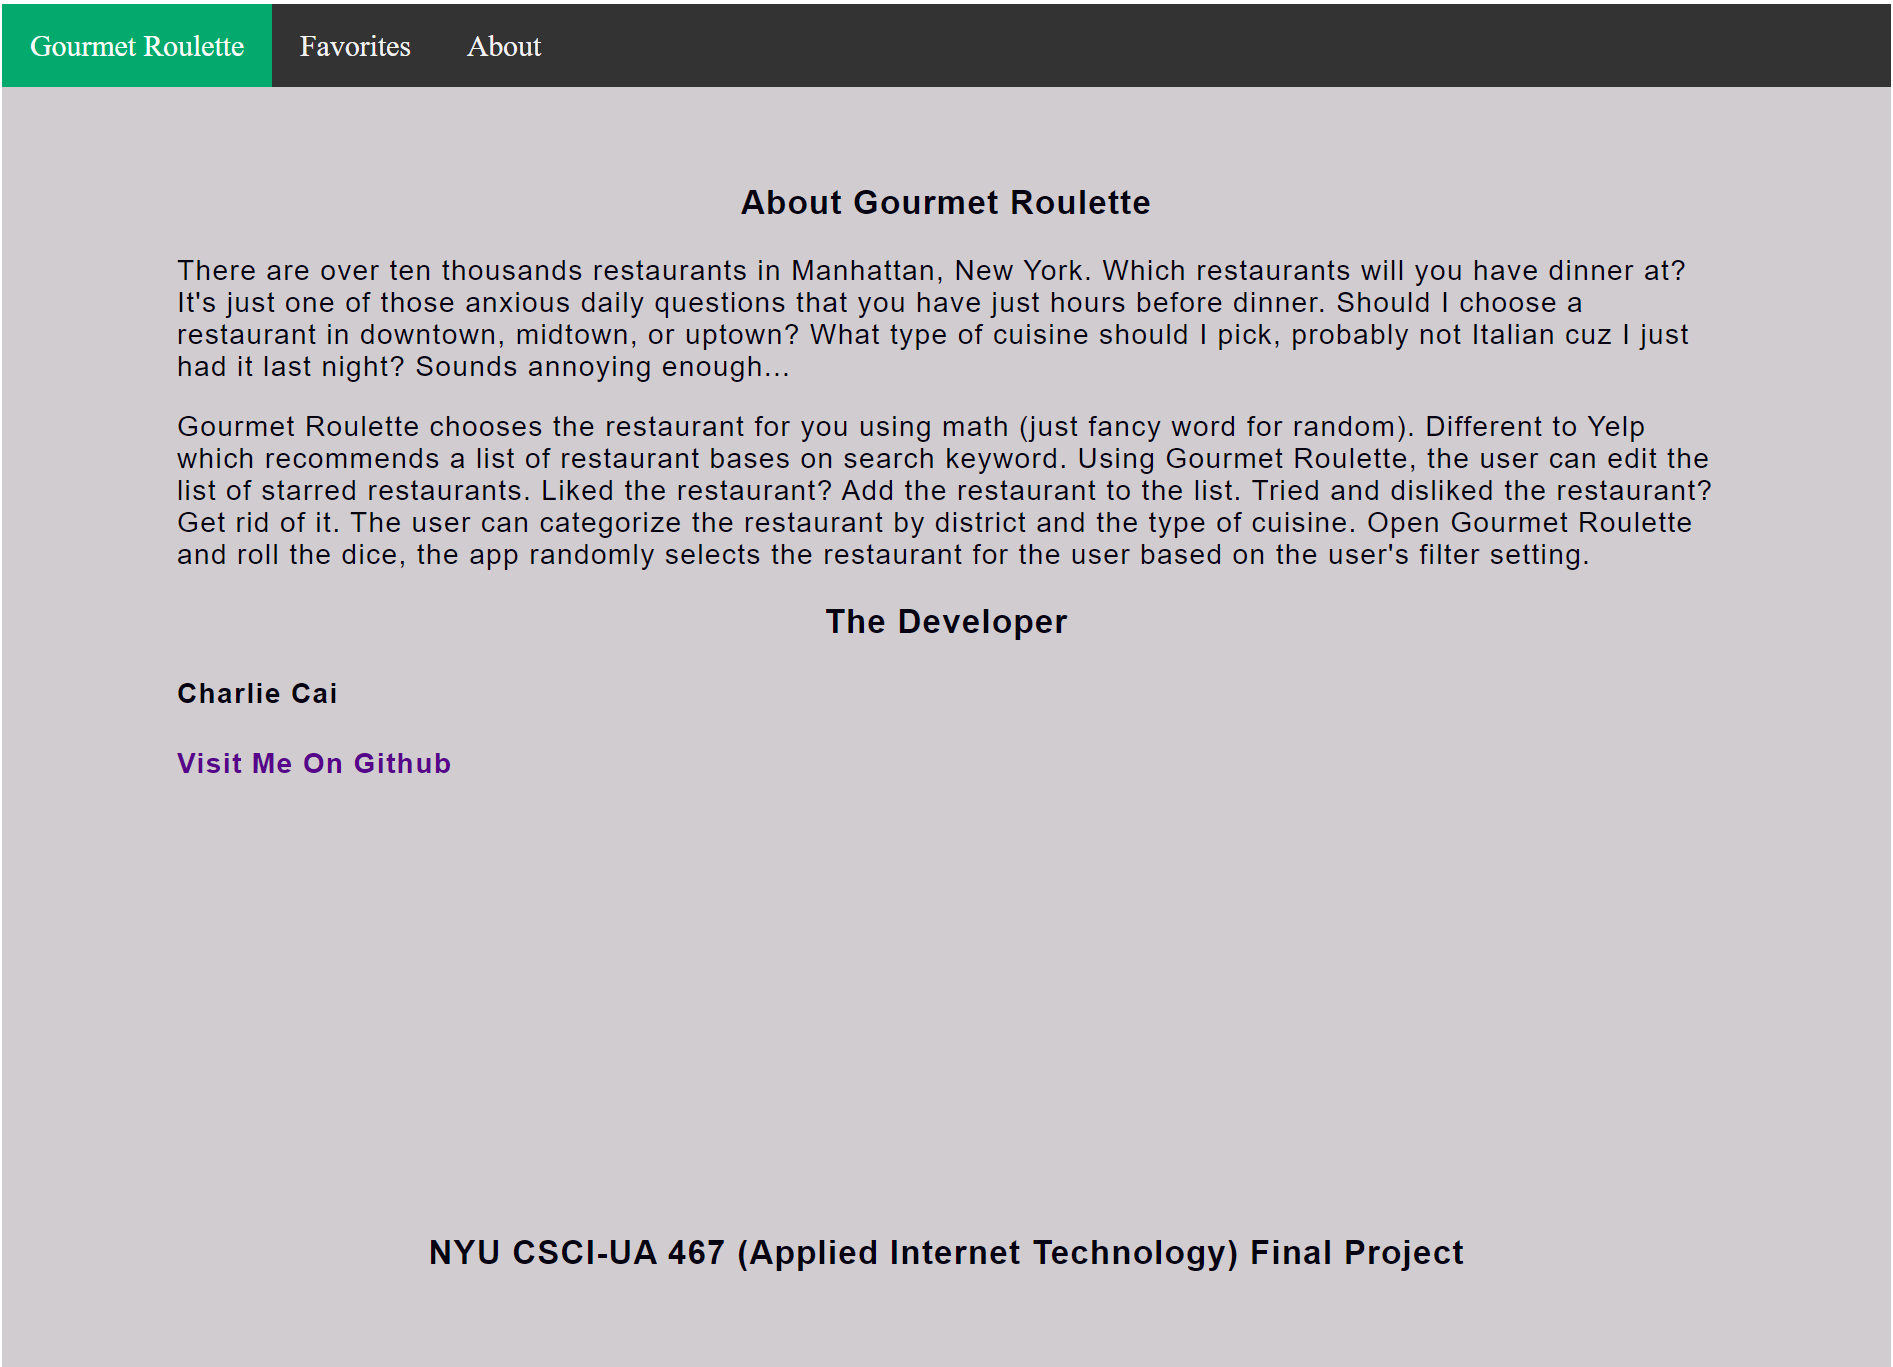 Gourmet Roulette Favorites About
About Gourmet Roulette
There are over ten thousands restaurants in Manhattan, New York. Which restaurants will you have dinner at?
It's just one of those anxious daily questions that you have just hours before dinner. Should I choose a
restaurant in downtown, midtown, or uptown? What type of cuisine should I pick, probably not Italian cuz I just
had it last night? Sounds annoying enough...
Gourmet Roulette chooses the restaurant for you using math (just fancy word for random). Different to Yelp
which recommends a list of restaurant bases on search keyword. Using Gourmet Roulette, the user can edit the
list of starred restaurants. Liked the restaurant? Add the restaurant to the list. Tried and disliked the restaurant?
Get rid of it. The user can categorize the restaurant by district and the type of cuisine. Open Gourmet Roulette
and roll the dice, the app randomly selects the restaurant for the user based on the user's filter setting.
The Developer
Charlie Cai
Visit Me On Github
NYU CSCI-UA 467 (Applied Internet Technology) Final Project